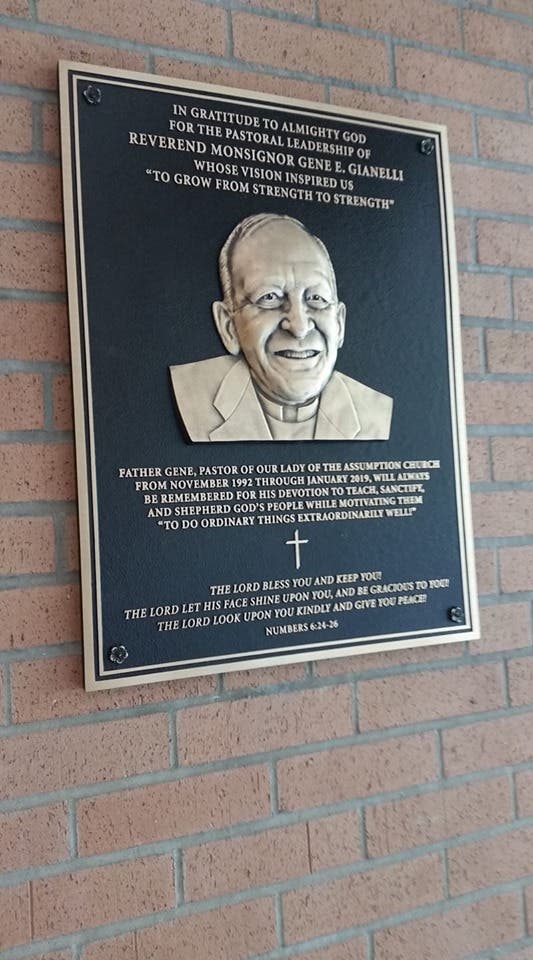 IN GRATITUDE TO ALMIGHTY GOD
FOR THE PASTORAL LEADERSHIP OF
REVEREND MONSIGNOR GENE E. GIANELLI
WHOSE VISION INSPIRED US
"TO GROW FROM STRENGTH TO STRENGTH"
FATHER GENE, PASTOR OF OUR LADY OF THE ASSUMPTION CHURCH
FROM NOVEMBER 1992 THROUGH JANUARY 2019, WILL ALWAYS
BE REMEMBERED FOR HIS DEVOTION TO TEACH, SANCTIFY,
AND SHEPHERD GOD'S PEOPLE WHILE MOTIVATING THEM
"TO DO ORDINARY THINGS EXTRAORDINARILY WELL!"
THE LORD BLESS YOU AND KEEP YOU!
THE LORD LET HIS FACE SHINE UPON YOU, AND BE GRACIOUS TO YOU!
THE LORD LOOK UPON YOU KINDLY AND GIVE YOU PEACE!
NUMBERS 6:24-26